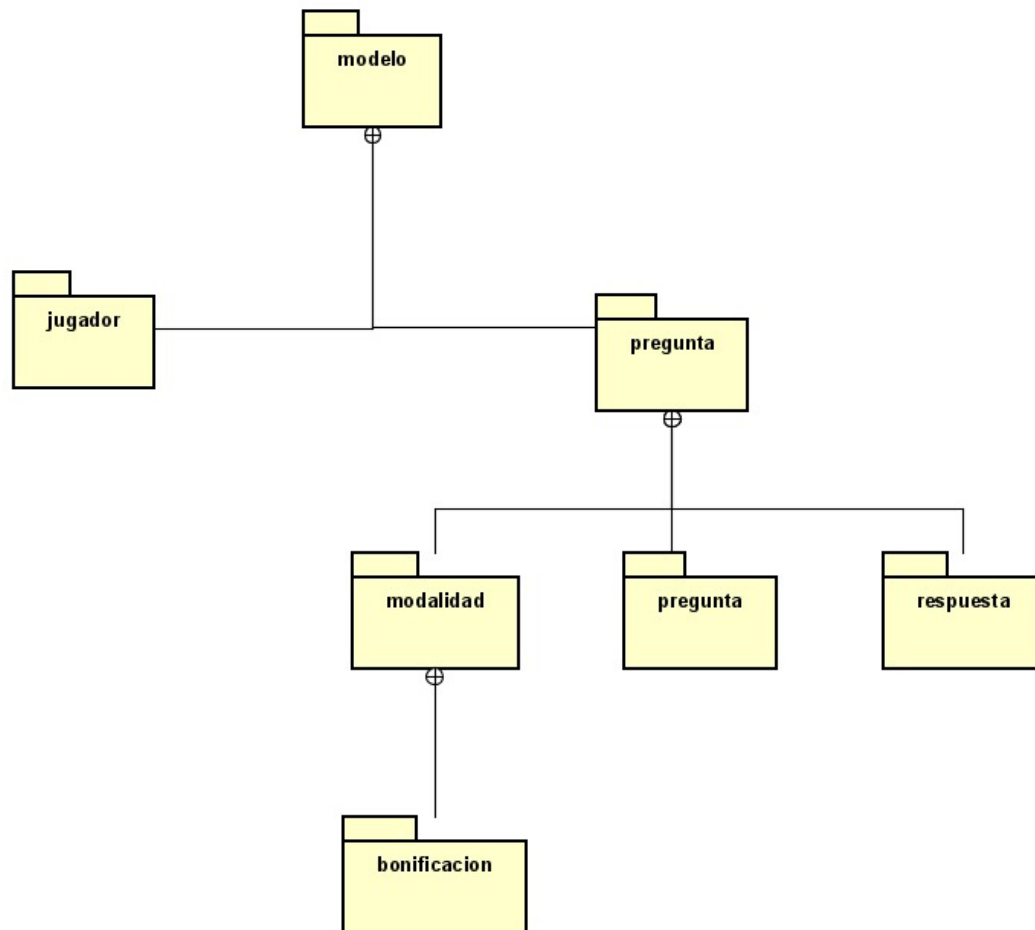 modelo
jugador
pregunta
modalidad
pregunta
respuesta
bonificacion